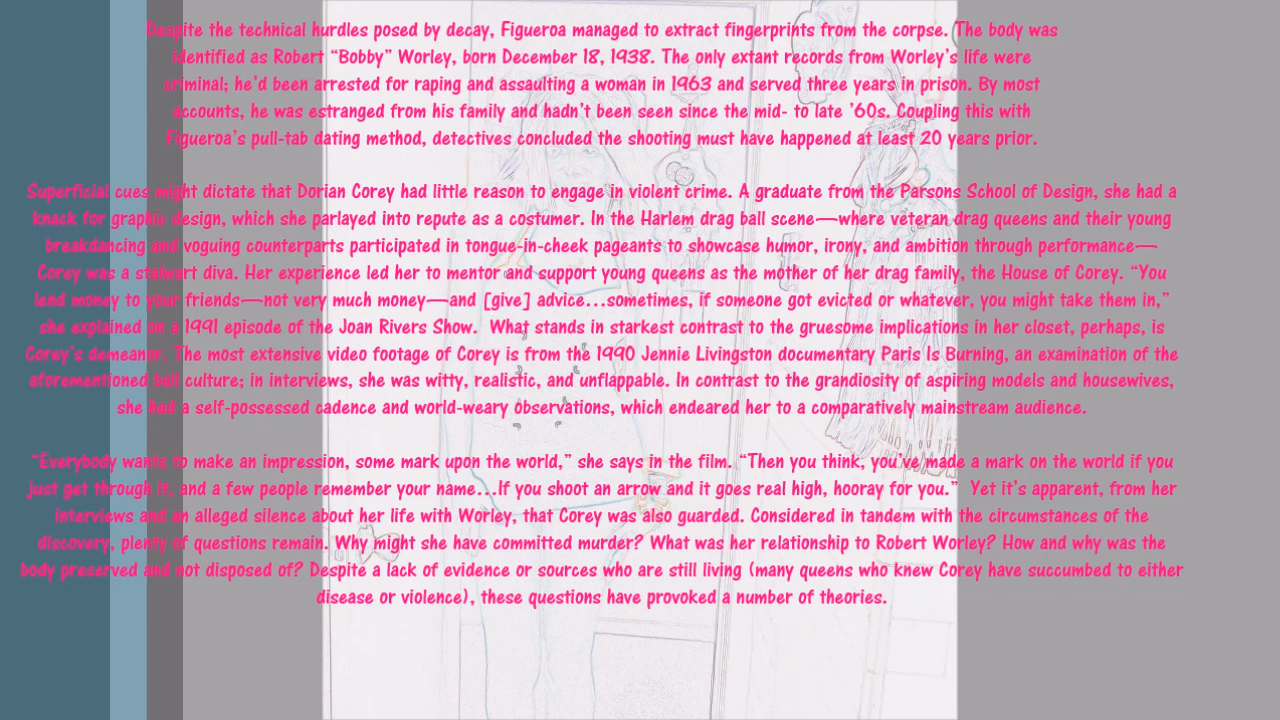 Despite the technical hurdles posed by decay, Figueroa managed to extract fingerprints from the corpse. The body was
identified as Robert “Bobby” Worley, born December 18, 1938. The only extant records from Worley’s life were
criminal; he’d been arrested for raping and assaulting a woman in 1963 and served three years in prison. By most
accounts, he was estranged from his family and hadn’t been seen since the mid- to late ’60s. Coupling this with
Figueroa’s pull-tab dating method, detectives concluded the shooting must have happened at least 20 years prior.
Superficial cues might dictate that Dorian Corey had little reason to engage in violent crime. A graduate from the Parsons School of Design, she had a
knack for graphic design, which she parlayed into repute as a costumer. In the Harlem drag ball scene—where veteran drag queens and their young
breakdancing and voguing counterparts participated in tongue-in-cheek pageants to showcase humor, irony, and ambition through performance—
Corey was a stalwart diva. Her experience led her to mentor and support young queens as the mother of her drag family, the House of Corey. “You
lend money to your friends—not very much money—and [give] advice…sometimes, if someone got evicted or whatever, you might take them in,”
she explained on a 1991 episode of the Joan Rivers Show.  What stands in starkest contrast to the gruesome implications in her closet, perhaps, is
Corey’s demeanor. The most extensive video footage of Corey is from the 1990 Jennie Livingston documentary Paris Is Burning, an examination of the
aforementioned ball culture; in interviews, she was witty, realistic, and unflappable. In contrast to the grandiosity of aspiring models and housewives,
she had a self-possessed cadence and world-weary observations, which endeared her to a comparatively mainstream audience.
“Everybody wants to make an impression, some mark upon the world,” she says in the film. “Then you think, you’ve made a mark on the world if you
just get through it, and a few people remember your name…If you shoot an arrow and it goes real high, hooray for you.”  Yet it’s apparent, from her
interviews and an alleged silence about her life with Worley, that Corey was also guarded. Considered in tandem with the circumstances of the
discovery, plenty of questions remain. Why might she have committed murder? What was her relationship to Robert Worley? How and why was the
body preserved and not disposed of? Despite a lack of evidence or sources who are still living (many queens who knew Corey have succumbed to either
disease or violence), these questions have provoked a number of theories.